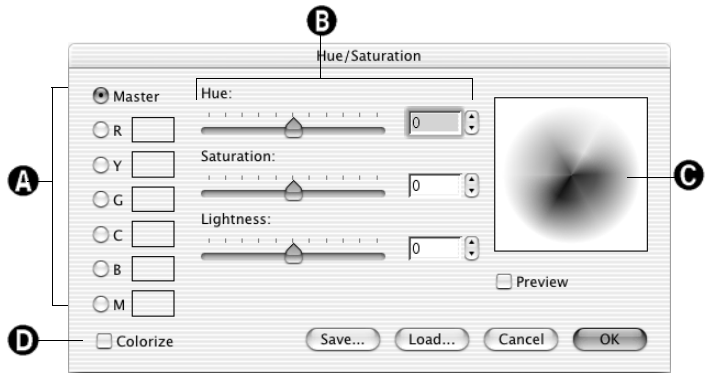 B
Hue/Saturation
Master
R
Y
G
C
B
M
A
Hue:
0
Saturation:
0
Lightness:
0
C
Preview
D
Colorize
Save...
Load...
Cancel
OK